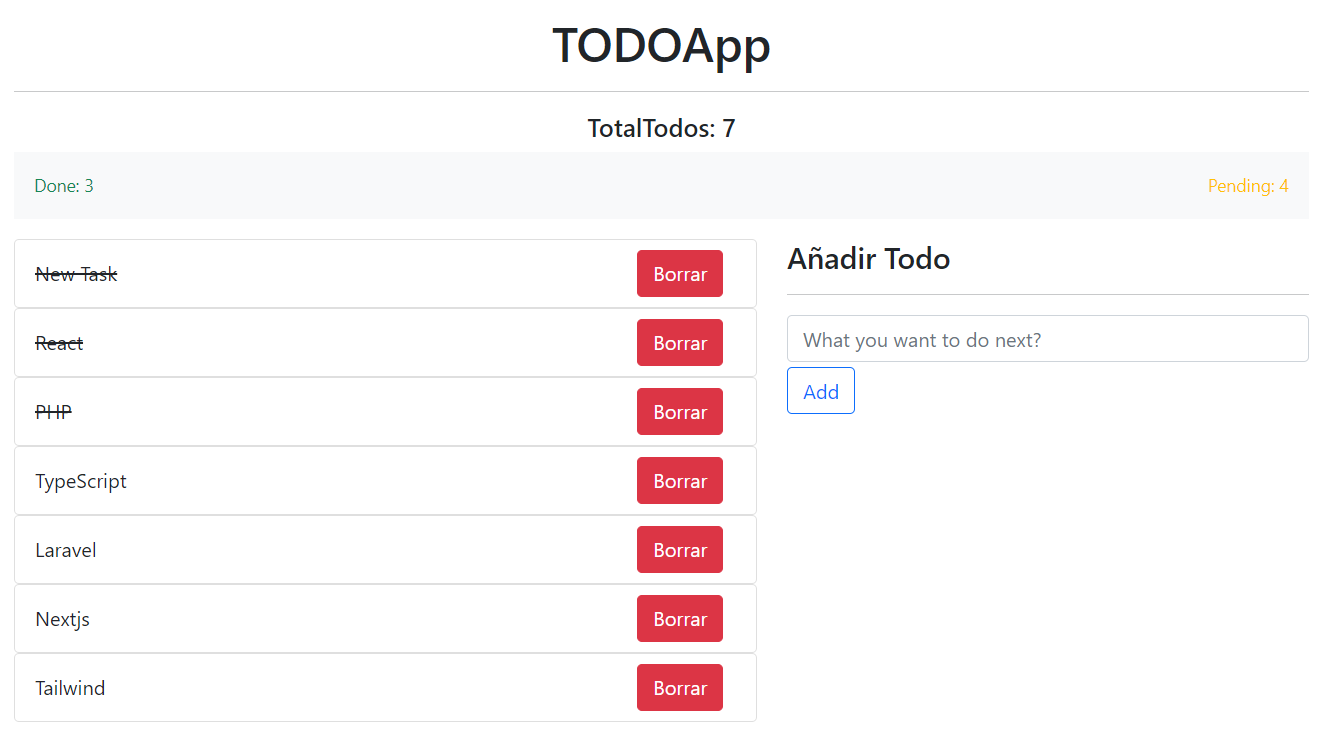 TODOApp
TotalTodos: 7
Done: 3
Pending: 4
New Task
Borrar
React
Borrar
PHP
Borrar
TypeScript
Borrar
Laravel
Borrar
Nextjs
Borrar
Tailwind
Borrar
Añadir Todo
What you want to do next?
Add